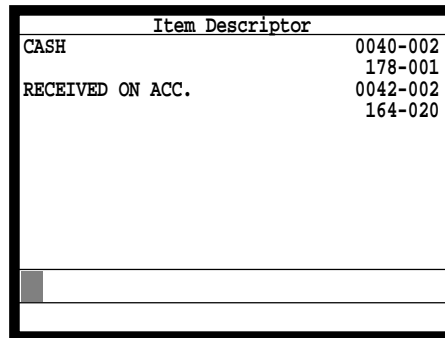 Item Descriptor
CASH 0040-002
178-001
RECEIVED ON ACC. 0042-002
164-020